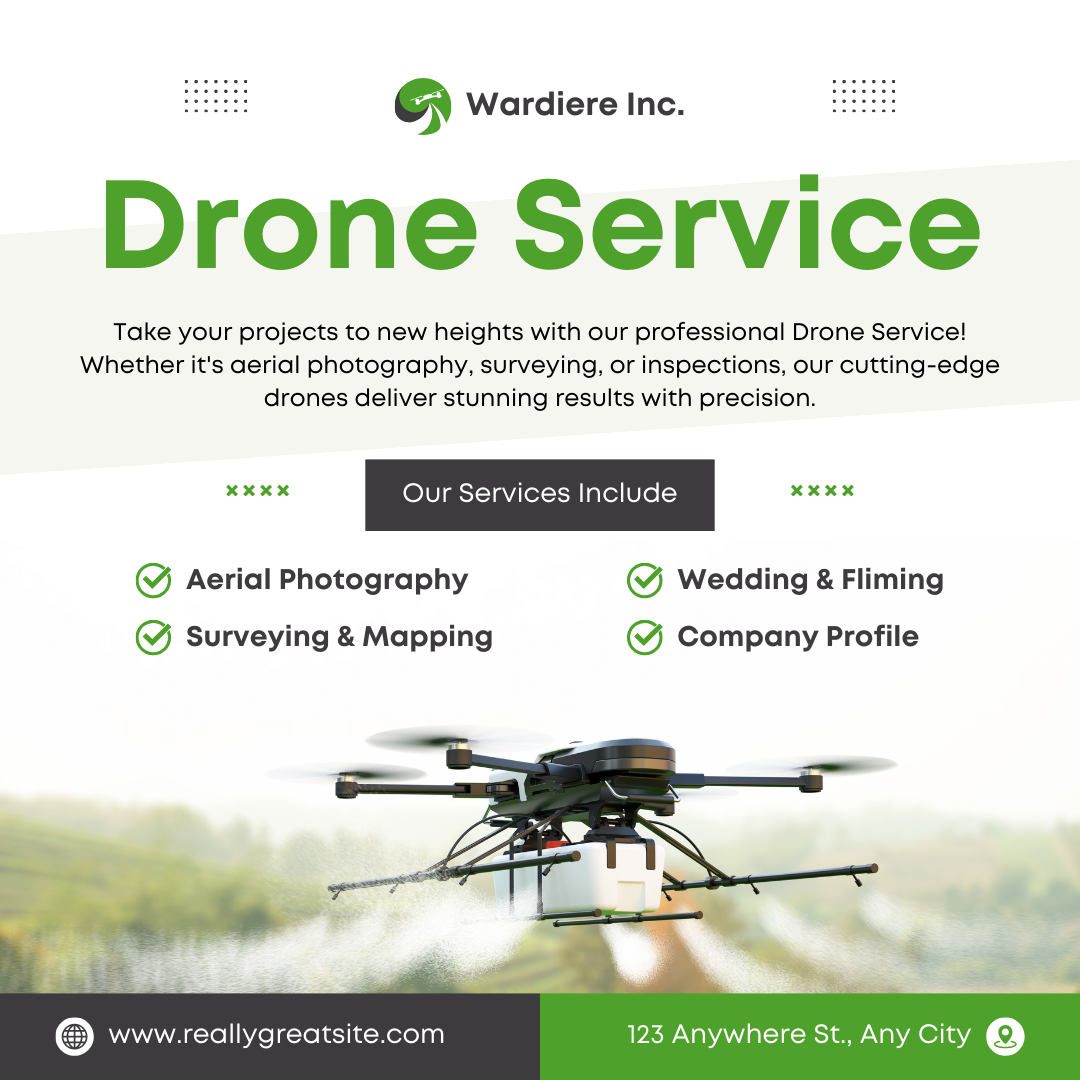 Wardiere Inc.
Drone Service
Take your projects to new heights with our professional Drone Service!
Whether it's aerial photography, surveying, or inspections, our cutting-edge
drones deliver stunning results with precision.
Our Services Include
Aerial Photography
Wedding & Fliming
Surveying & Mapping
Company Profile
www.reallygreatsite.com
123 Anywhere St., Any City